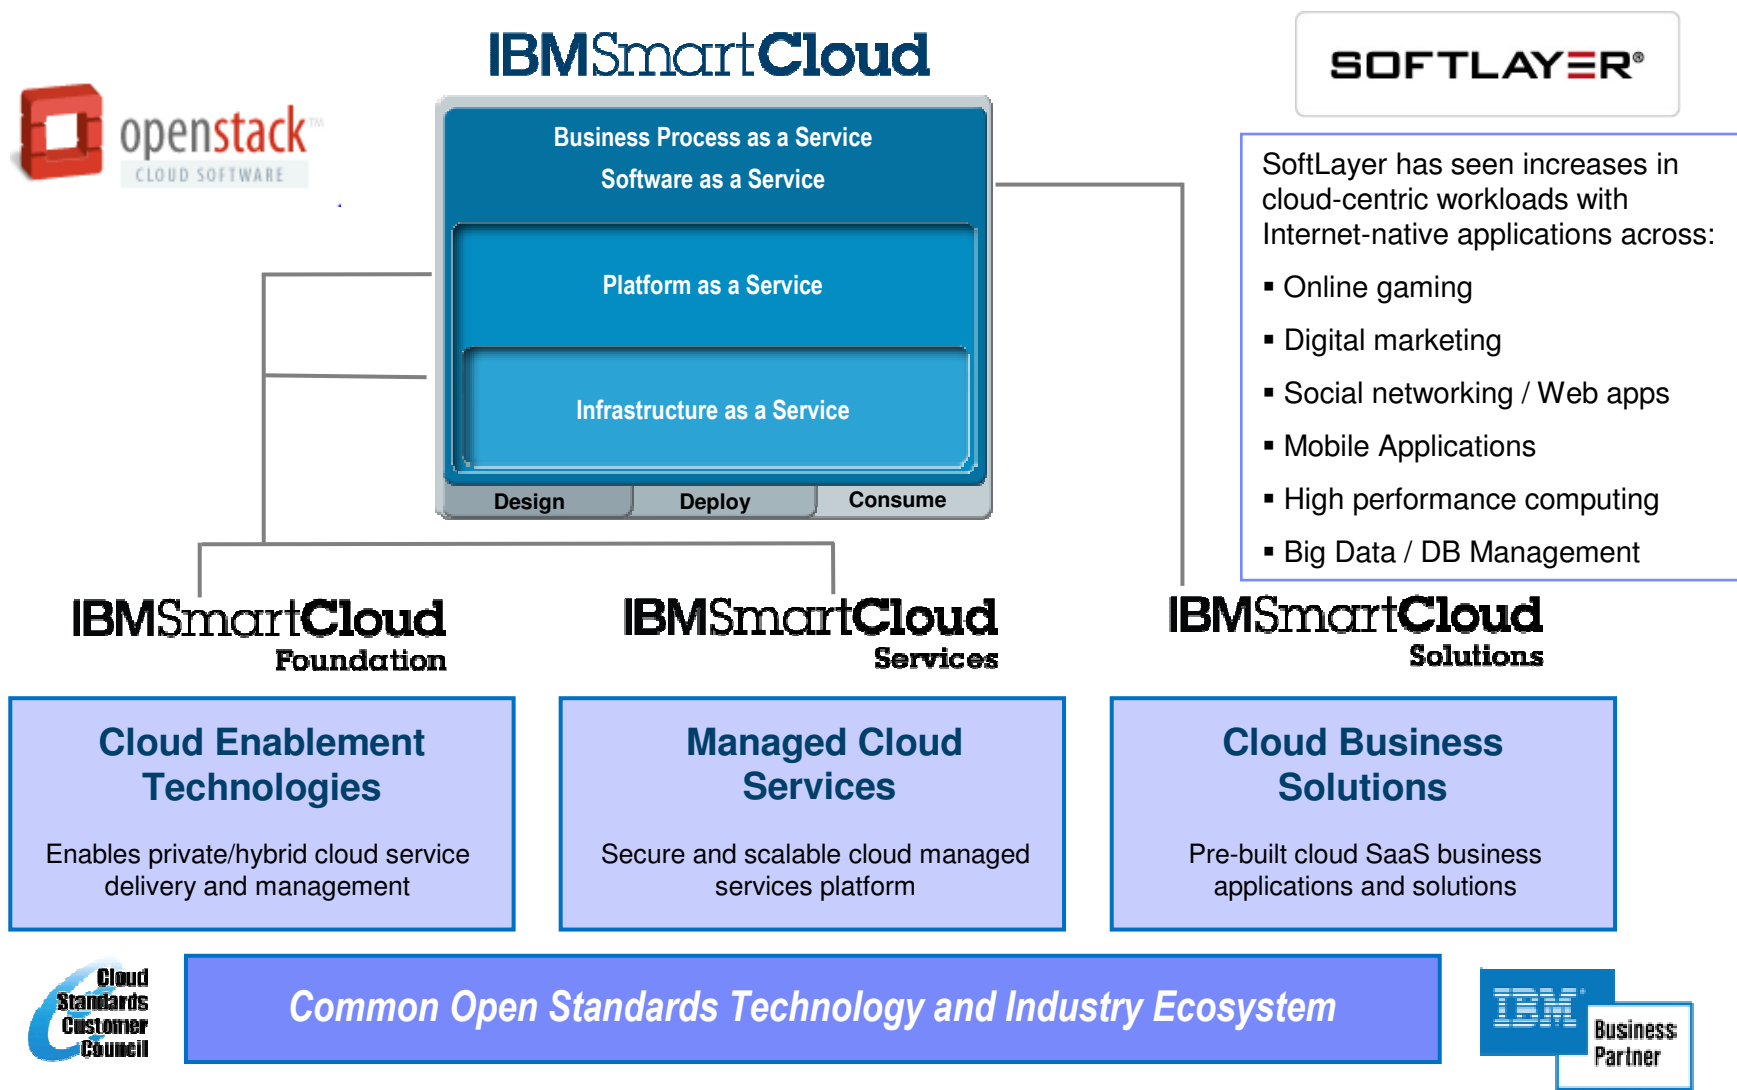 IBMSmartCloud
SOFTLAYER®
openstack™
CLOUD SOFTWARE
Business Process as a Service
Software as a Service
Platform as a Service
Infrastructure as a Service
Design
Deploy
Consume
SoftLayer has seen increases in
cloud-centric workloads with
Internet-native applications across:
▪ Online gaming
▪ Digital marketing
▪ Social networking / Web apps
▪ Mobile Applications
▪ High performance computing
▪ Big Data / DB Management
IBMSmartCloud
Foundation
IBMSmartCloud
Services
IBMSmartCloud
Solutions
Cloud Enablement
Technologies
Enables private/hybrid cloud service
delivery and management
Managed Cloud
Services
Secure and scalable cloud managed
services platform
Cloud Business
Solutions
Pre-built cloud SaaS business
applications and solutions
Cloud
Standards
Customer
Council
Common Open Standards Technology and Industry Ecosystem
IBM®
Business
Partner